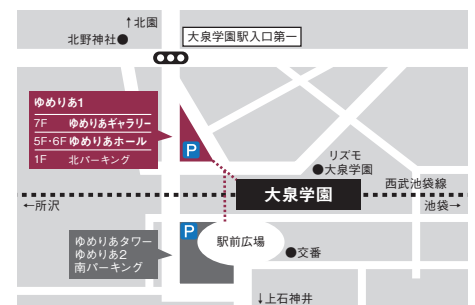 ↑北園
北野神社●
大泉学園駅入口第一
ゆめりあ1
7F ゆめりあギャラリー
5F・6F ゆめりあホール
1F 北パーキング
P
リズモ
●大泉学園
西武池袋線
大泉学園
←所沢
池袋→
P
ゆめりあタワー
ゆめりあ2
南パーキング
駅前広場
●交番
↓上石神井